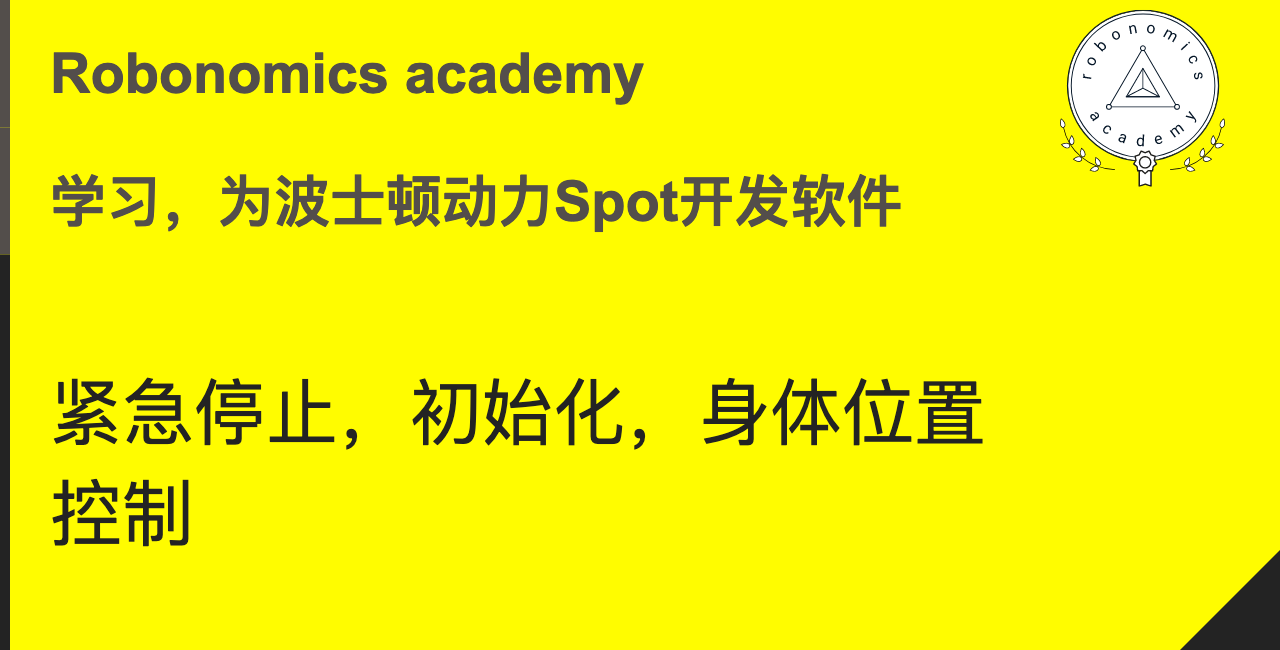 Robonomics academy
robonomics
academy
学习，为波士顿动力Spot开发软件
紧急停止，初始化，身体位置
控制